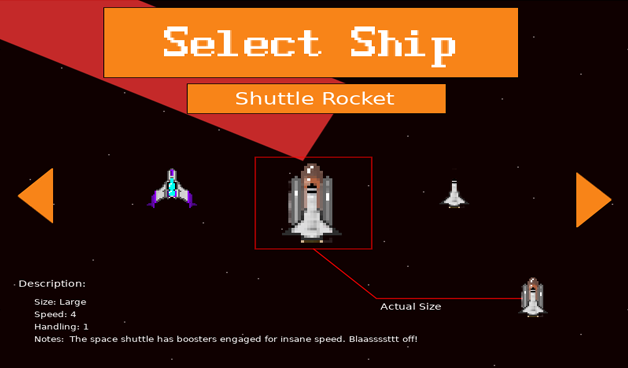 Select Ship
Shuttle Rocket
Description:
Size: Large
Speed: 4
Handling: 1
Notes: The space shuttle has boosters engaged for insane speed. Blaassssttt off!
Actual Size